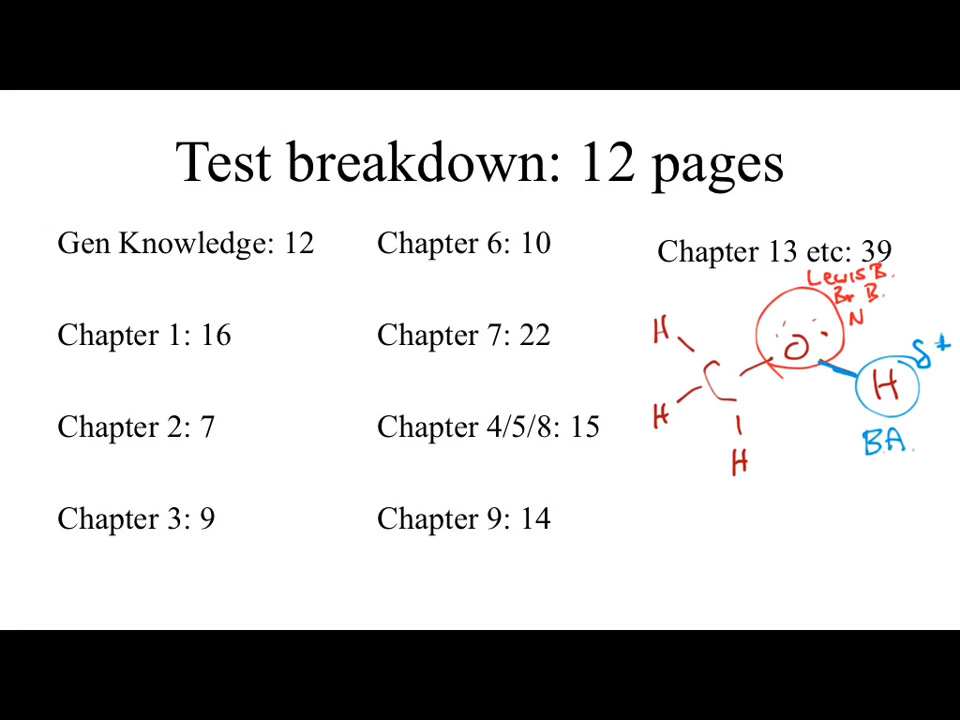 Test breakdown: 12 pages
Gen Knowledge: 12
Chapter 1: 16
Chapter 2: 7
Chapter 3: 9
Chapter 6: 10
Chapter 7: 22
Chapter 4/5/8: 15
Chapter 9: 14
Chapter 13 etc: 39
Lewis B.
Br B.
N
H
O
δ+
C
H
H
B.A.
H